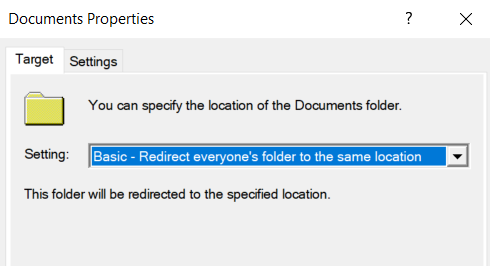 Documents Properties
?
Target
Settings
You can specify the location of the Documents folder.
Setting:
Basic - Redirect everyone's folder to the same location
This folder will be redirected to the specified location.